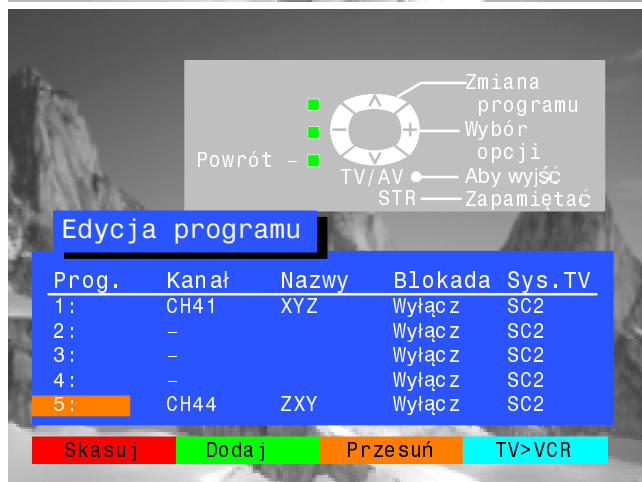 Zmiana
programu
Wybór
opcji
Powrót –
TV/AV Aby wyjść
STR Zapamiętać
Edycja programu
Prog. Kanał Nazwy Blokada Sys.TV
1: CH41 XYZ Wyłącz SC2
2: – Wyłącz SC2
3: – Wyłącz SC2
4: – Wyłącz SC2
5: CH44 ZXY Wyłącz SC2
Skasuj Dodaj Przesuń TV>VCR